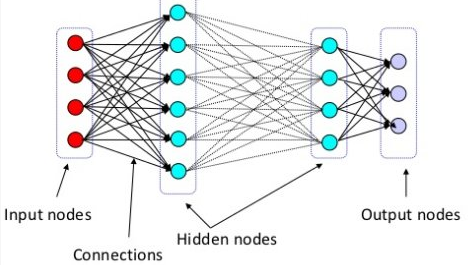 Input nodes
Output nodes
Hidden nodes
Connections